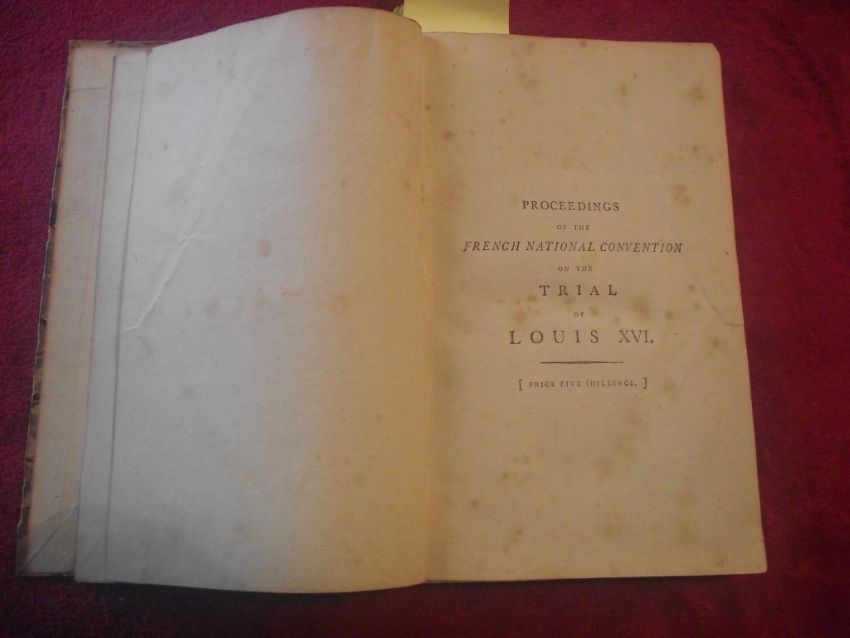 PROCEEDINGS
OF THE
FRENCH NATIONAL CONVENTION
ON THE
TRIAL
OF
LOUIS XVI.
[ PRICE FIVE SHILLINGS. ]